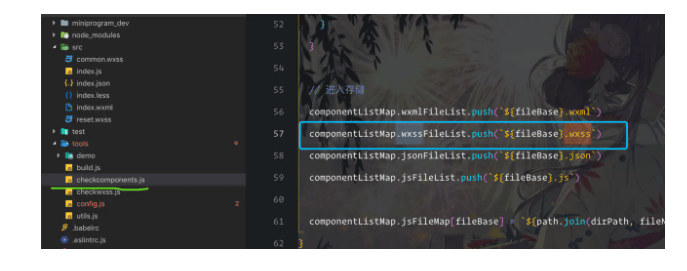 miniprogram_dev
node_modules
src
common.wxss
index.js
index.json
index.less
index.wxml
reset.wxss
test
tools
demo
build.js
checkcomponents.js
checkwxss.js
config.js 2
utils.js
.babelrc
.eslintrc.js
52 }
53 }
54
55 // 进入存储
56 componentListMap.wxmlFileList.push(`${fileBase}.wxml`)
57 componentListMap.wxssFileList.push(`${fileBase}.wxss`)
58 componentListMap.jsonFileList.push(`${fileBase}.json`)
59 componentListMap.jsFileList.push(`${fileBase}.js`)
60
61 componentListMap.jsFileMap[fileBase] = `${path.join(dirPath, fileN
62 }